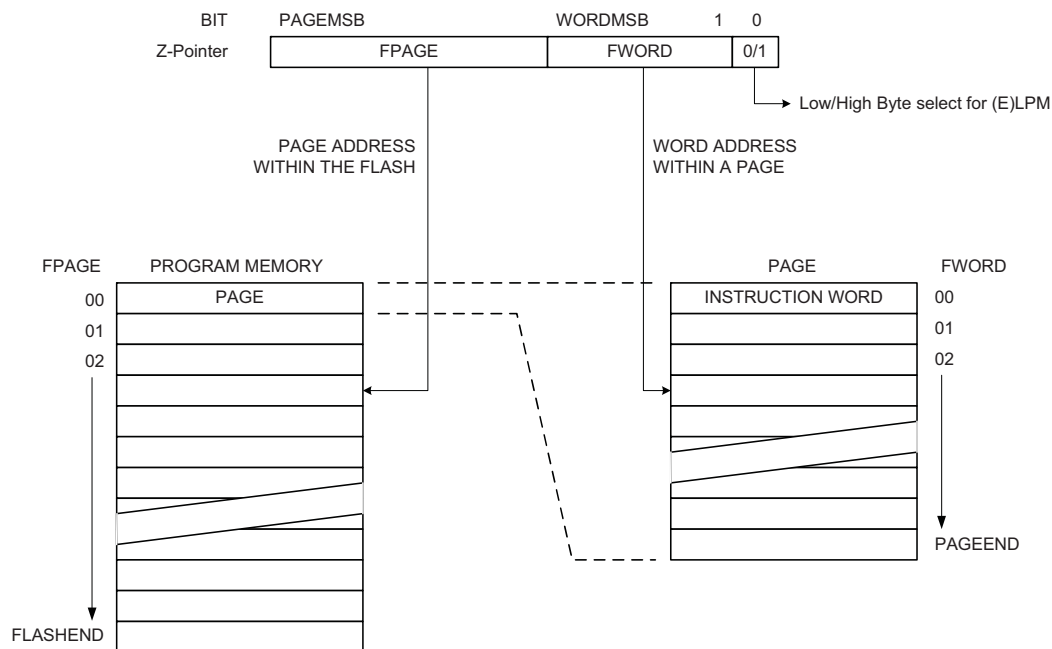 BIT PAGEMSB WORDMSB 1 0
Z-Pointer FPAGE FWORD 0/1
Low/High Byte select for (E)LPM
PAGE ADDRESS
WITHIN THE FLASH
WORD ADDRESS
WITHIN A PAGE
FPAGE PROGRAM MEMORY PAGE FWORD
00 PAGE INSTRUCTION WORD 00
01 01
02 02
PAGEEND
FLASHEND